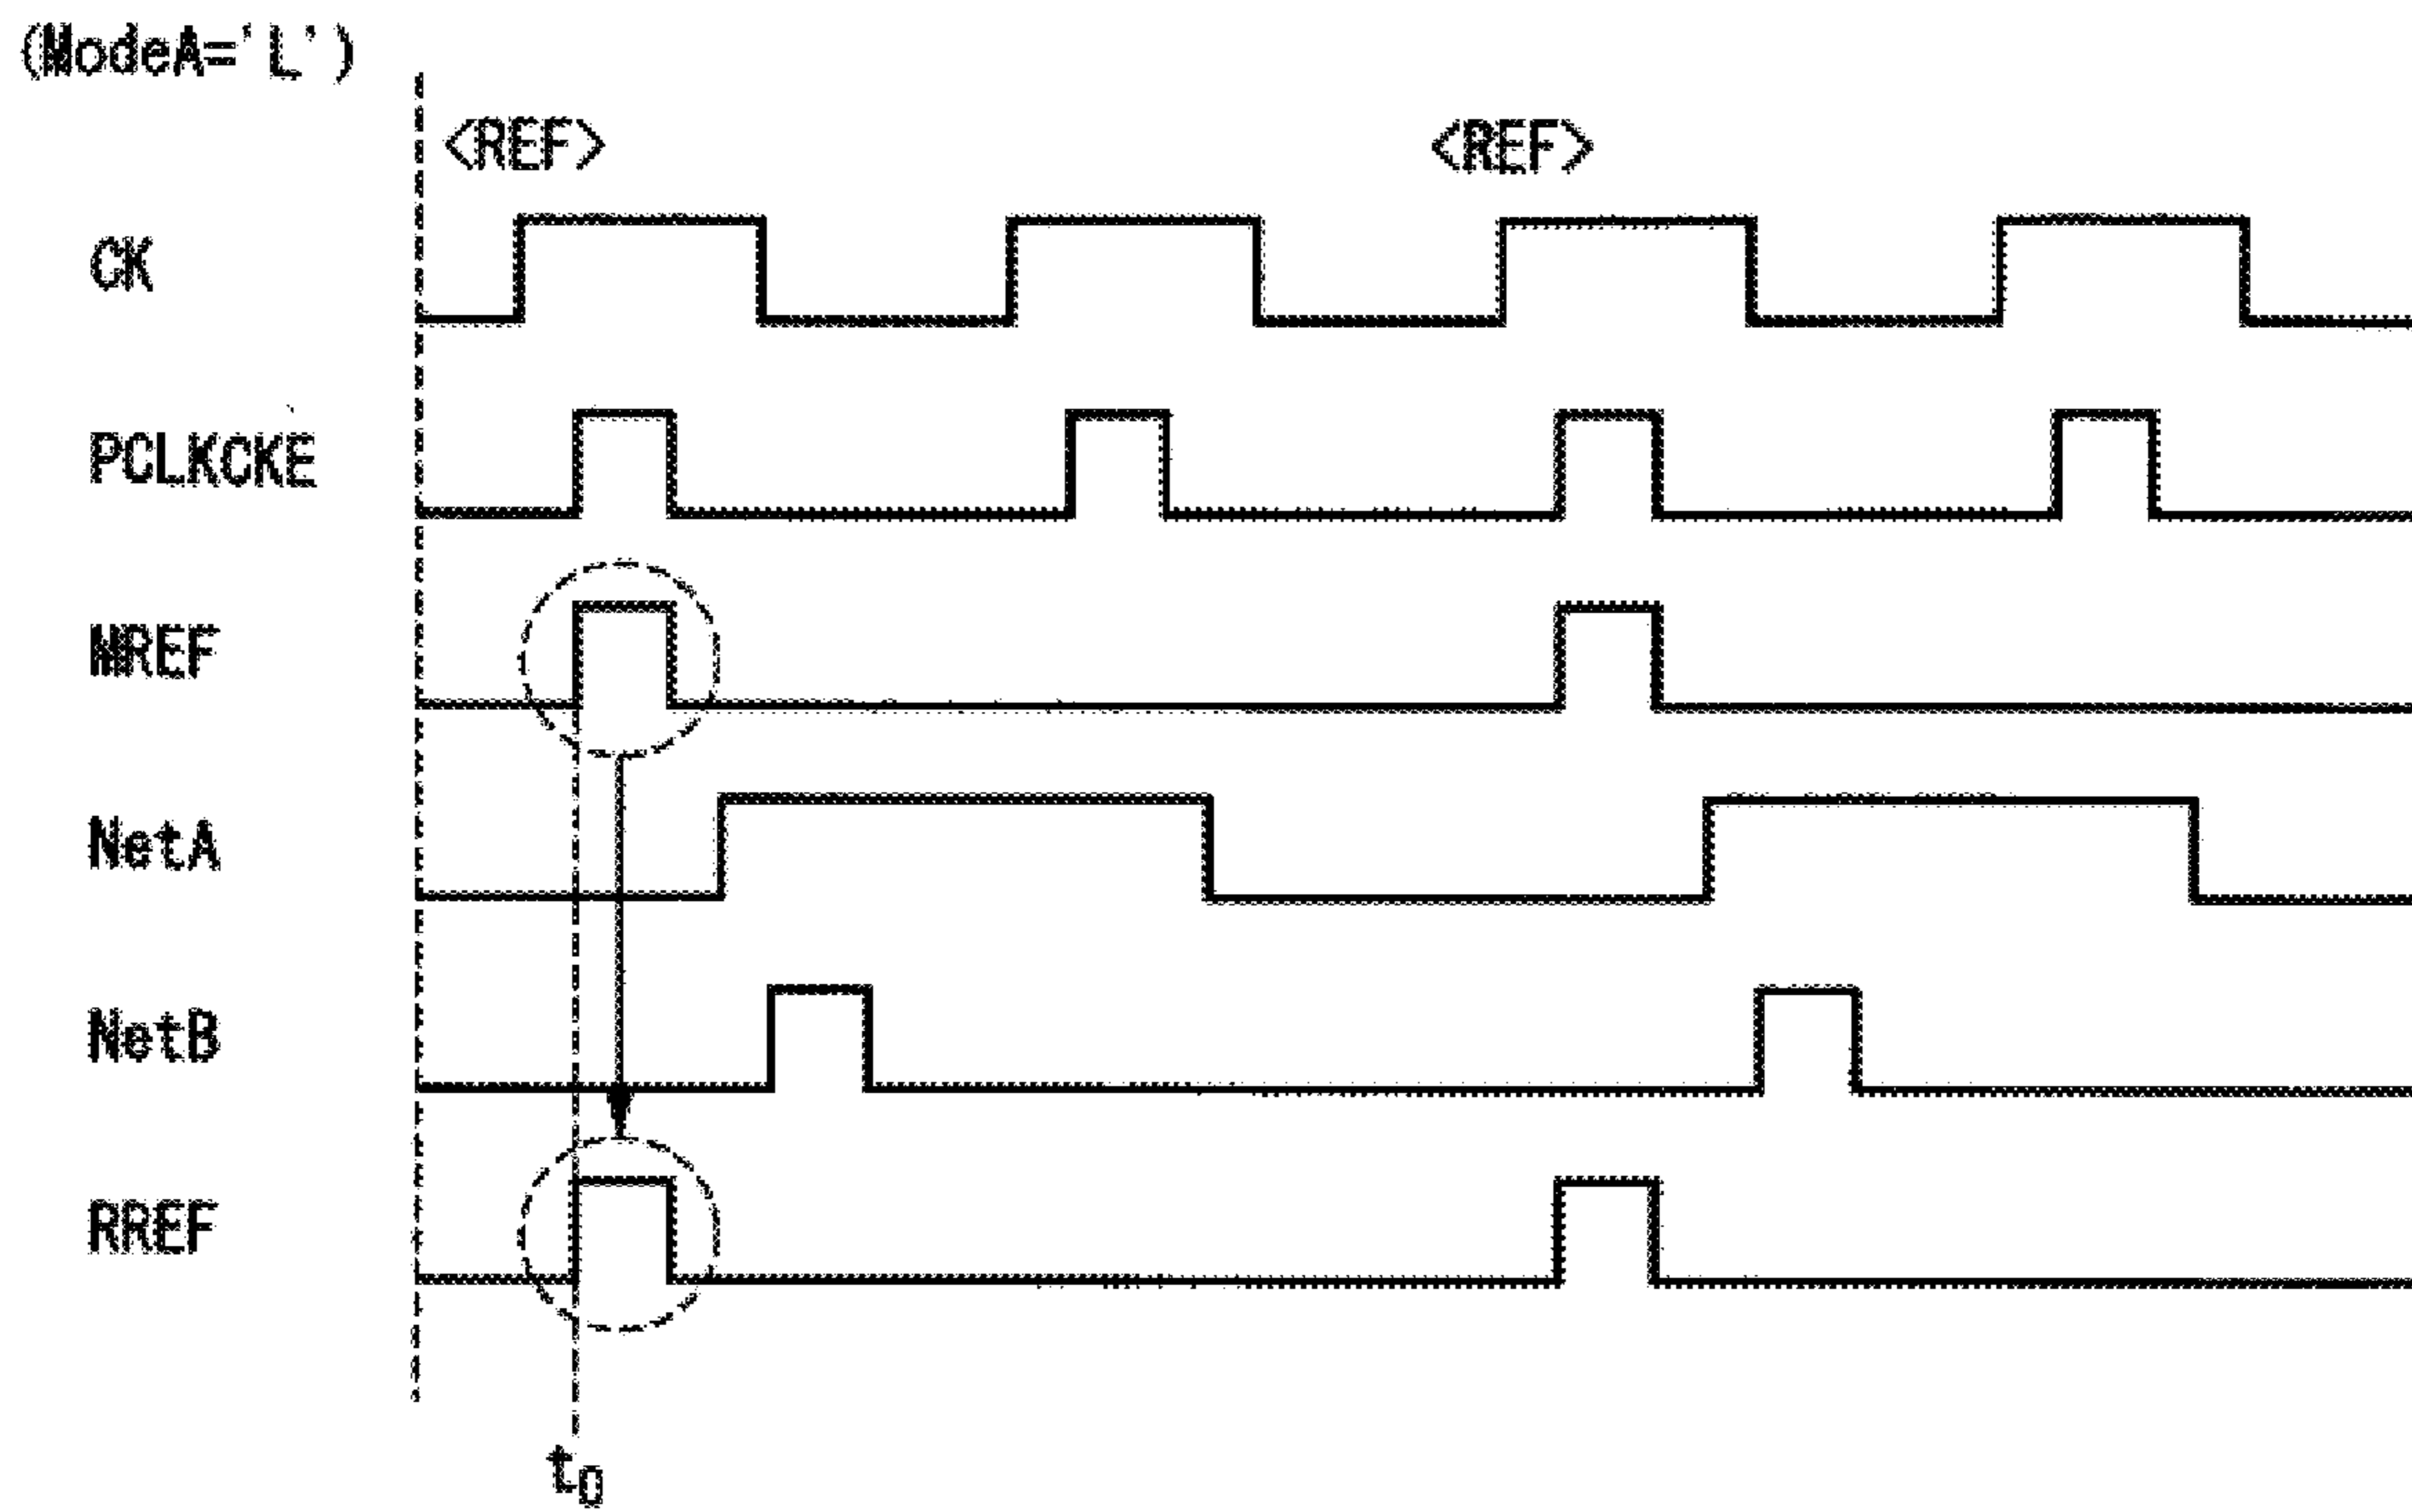 (ModeA='L')
<REF> <REF>
CK
PCLKCKE
MREF
NetA
NetB
RREF
t0